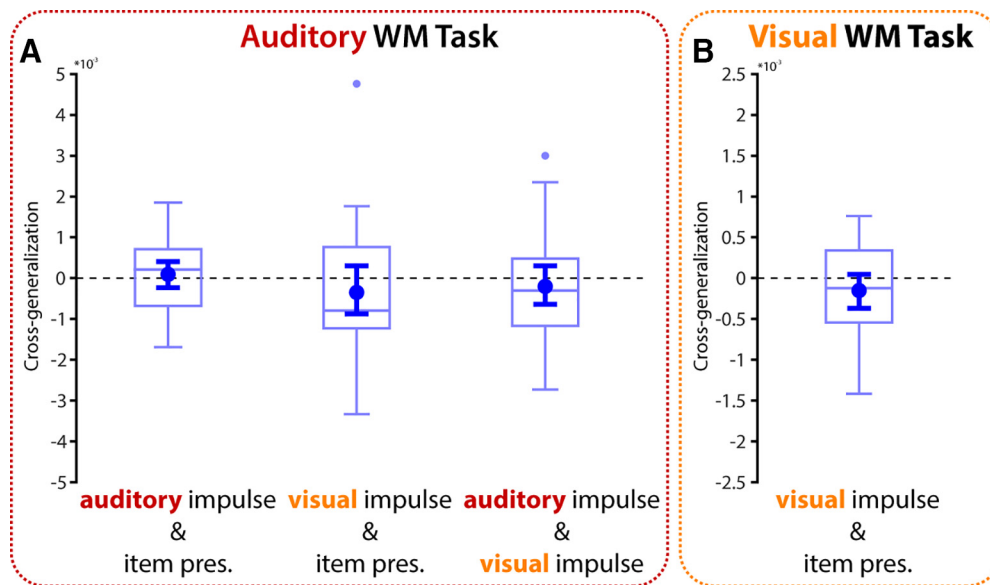 Auditory WM Task
A
*10⁻³
5
4
3
2
1
0
-1
-2
-3
-4
-5
Cross-generalization
auditory impulse
&
item pres.
visual impulse
&
item pres.
auditory impulse
&
visual impulse
Visual WM Task
B
*10⁻³
2.5
2
1.5
1
0.5
0
-0.5
-1
-1.5
-2
-2.5
Cross-generalization
visual impulse
&
item pres.